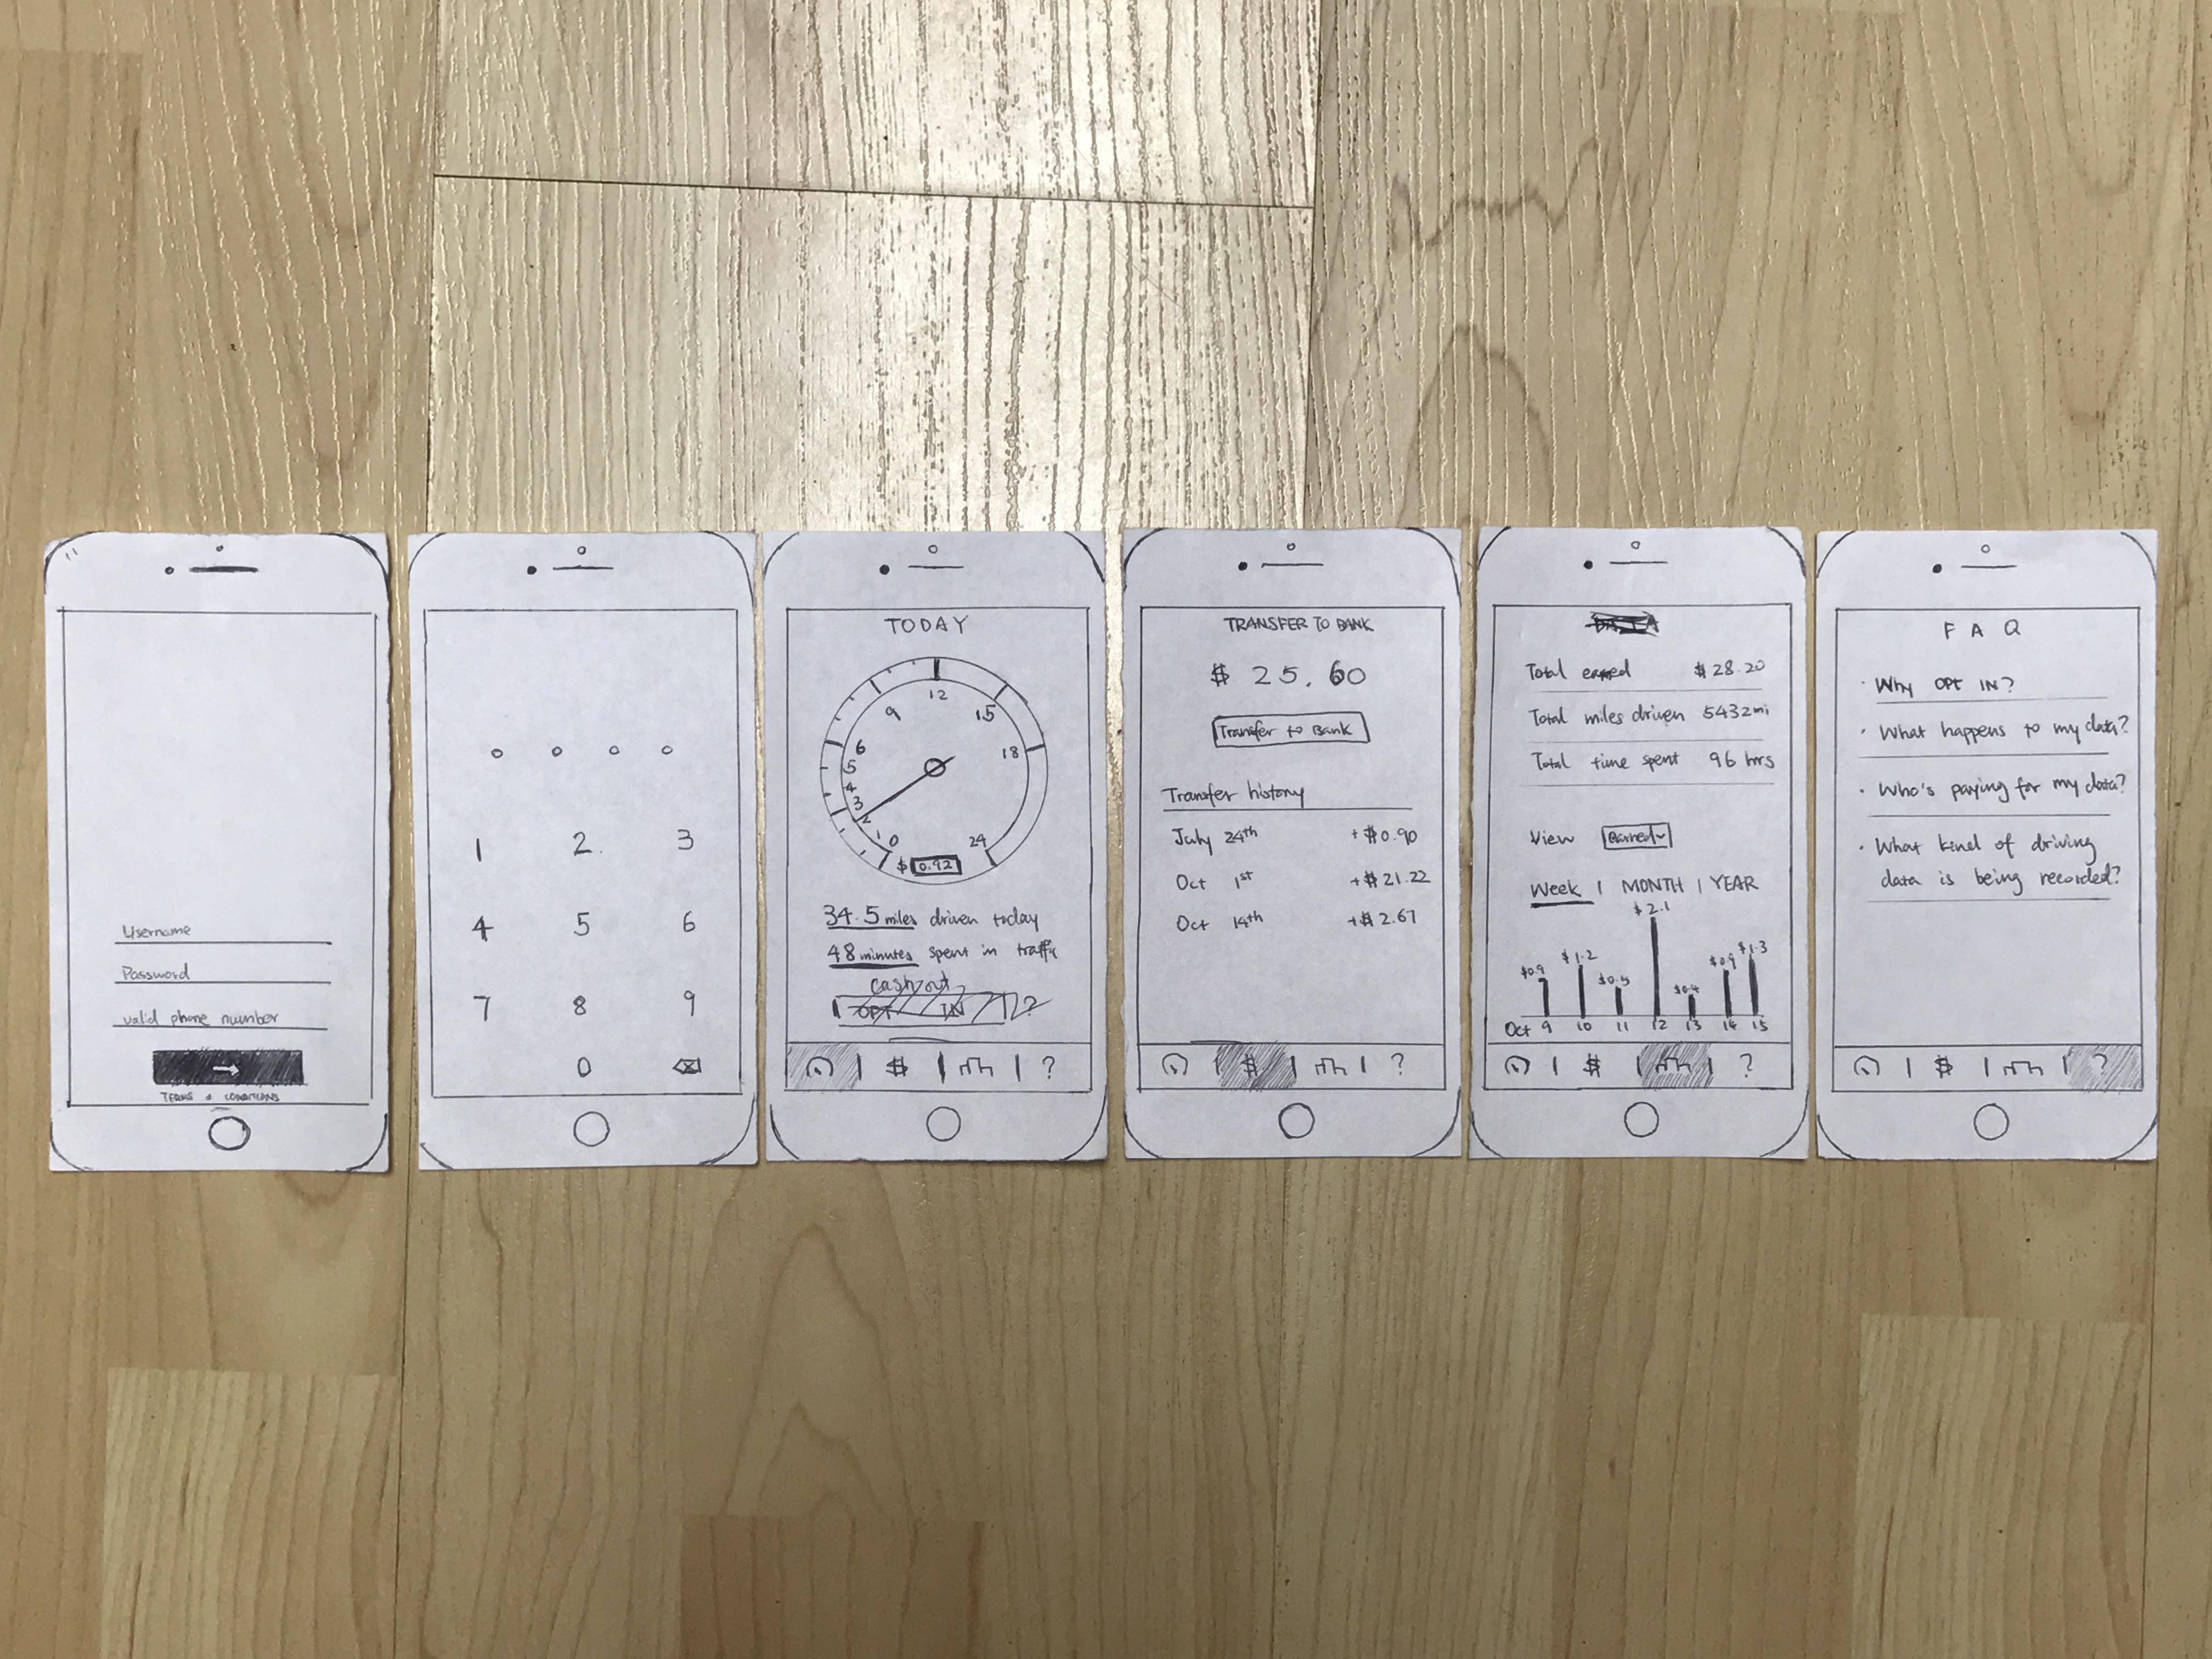 Username
Password
valid phone number
→
TERMS & CONDITIONS
1 2. 3
4 5 6
7 8 9
0
TODAY
12
9 15
6 18
5
4
3
2
1
0 24
$ 0.92
34.5 miles driven today
48 minutes spent in traffic
cash out
OPT IN ?
| $ | | ?
TRANSFER TO BANK
$ 25.60
Transfer to Bank
Transfer history
July 24th +$0.90
Oct 1st +$21.22
Oct 14th +$2.67
| $ | | ?
Total earned $28.20
Total miles driven 5432mi
Total time spent 96 hrs
View Earned
Week | MONTH | YEAR
$2.1
$0.9 $1.2 $0.5 $0.4 $0.9 $1.3
Oct 9 10 11 12 13 14 15
| $ | | ?
F A Q
· Why OPT IN?
· What happens to my data?
· Who's paying for my data?
· What kind of driving
data is being recorded?
| $ | | ?